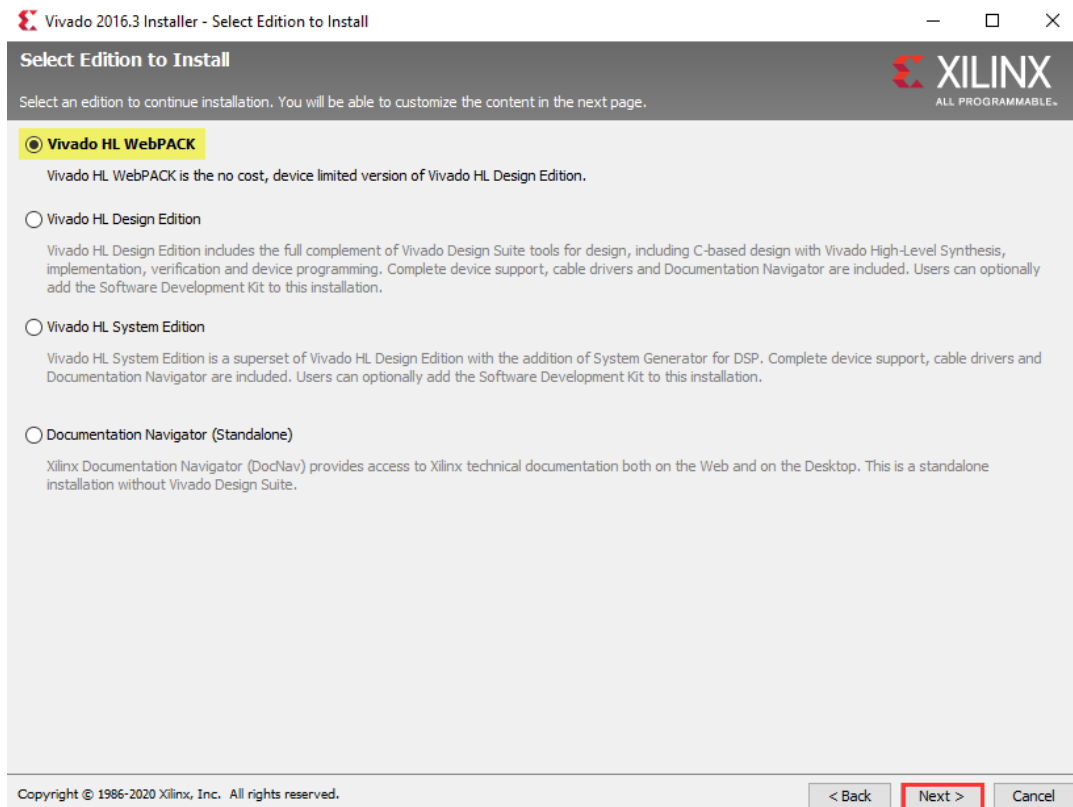 Vivado 2016.3 Installer - Select Edition to Install
Select Edition to Install
XILINX
ALL PROGRAMMABLE™
Select an edition to continue installation. You will be able to customize the content in the next page.
Vivado HL WebPACK
Vivado HL WebPACK is the no cost, device limited version of Vivado HL Design Edition.
Vivado HL Design Edition
Vivado HL Design Edition includes the full complement of Vivado Design Suite tools for design, including C-based design with Vivado High-Level Synthesis,
implementation, verification and device programming. Complete device support, cable drivers and Documentation Navigator are included. Users can optionally
add the Software Development Kit to this installation.
Vivado HL System Edition
Vivado HL System Edition is a superset of Vivado HL Design Edition with the addition of System Generator for DSP. Complete device support, cable drivers and
Documentation Navigator are included. Users can optionally add the Software Development Kit to this installation.
Documentation Navigator (Standalone)
Xilinx Documentation Navigator (DocNav) provides access to Xilinx technical documentation both on the Web and on the Desktop. This is a standalone
installation without Vivado Design Suite.
Copyright © 1986-2020 Xilinx, Inc. All rights reserved.
< Back
Next >
Cancel